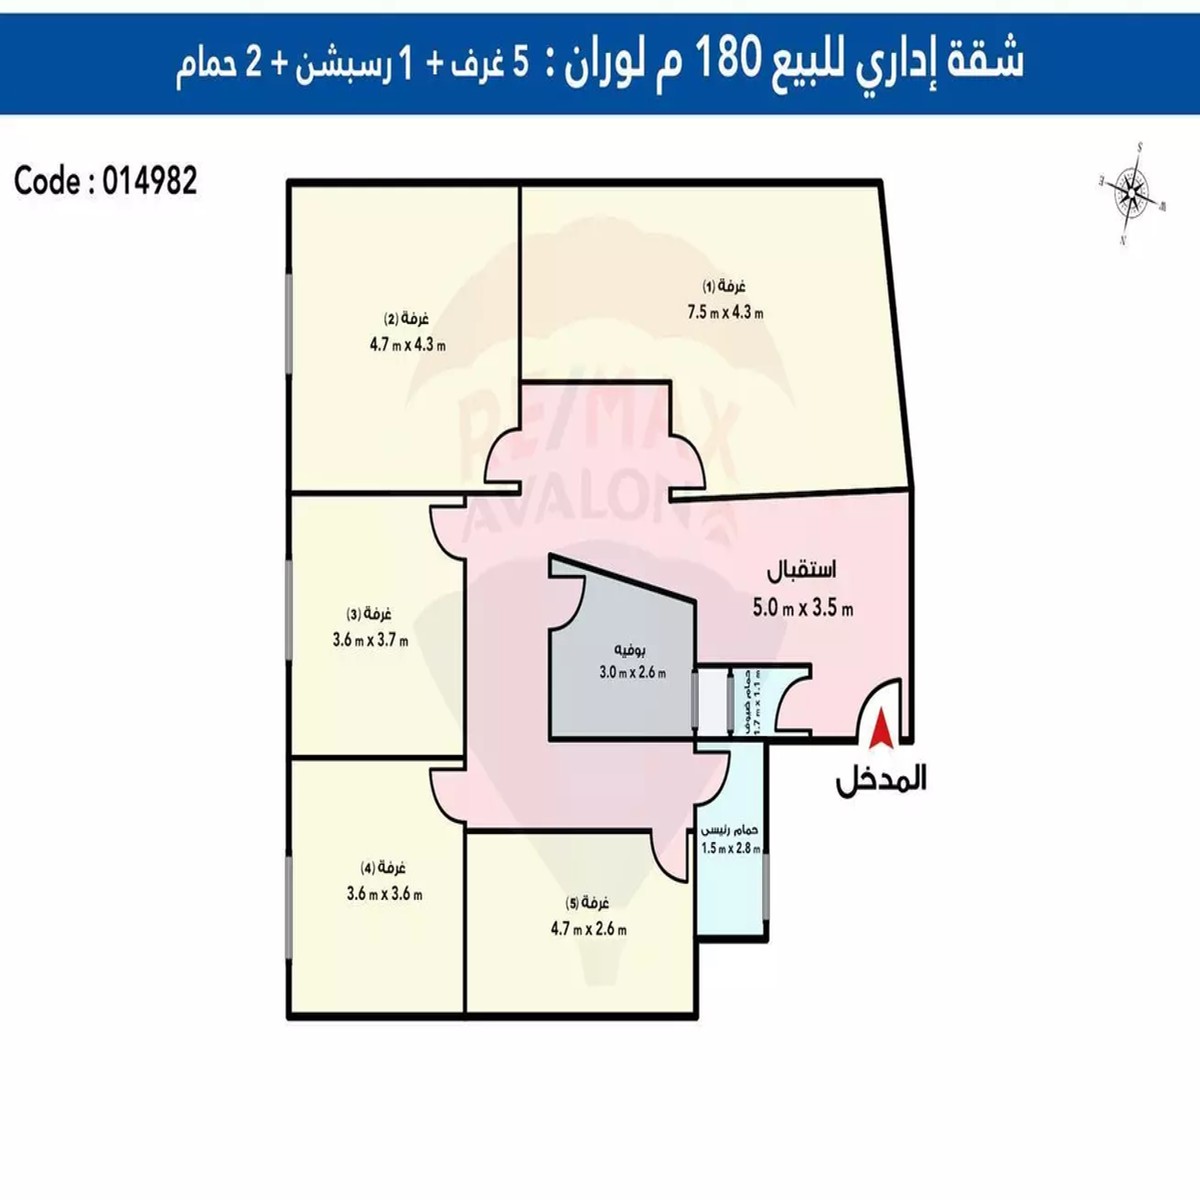 شقة إداري للبيع 180 م لوران : 5 غرف + 1 رسبشن + 2 حمام
Code : 014982
S
E
W
N
غرفة (1)
7.5 m x 4.3 m
غرفة (2)
4.7 m x 4.3 m
RE/MAX
AVALON
استقبال
5.0 m x 3.5 m
غرفة (3)
3.6 m x 3.7 m
بوفيه
3.0 m x 2.6 m
حمام ضيوف
1.7 m x 1.1 m
المدخل
حمام رئيسى
1.5 m x 2.8 m
غرفة (4)
3.6 m x 3.6 m
غرفة (5)
4.7 m x 2.6 m